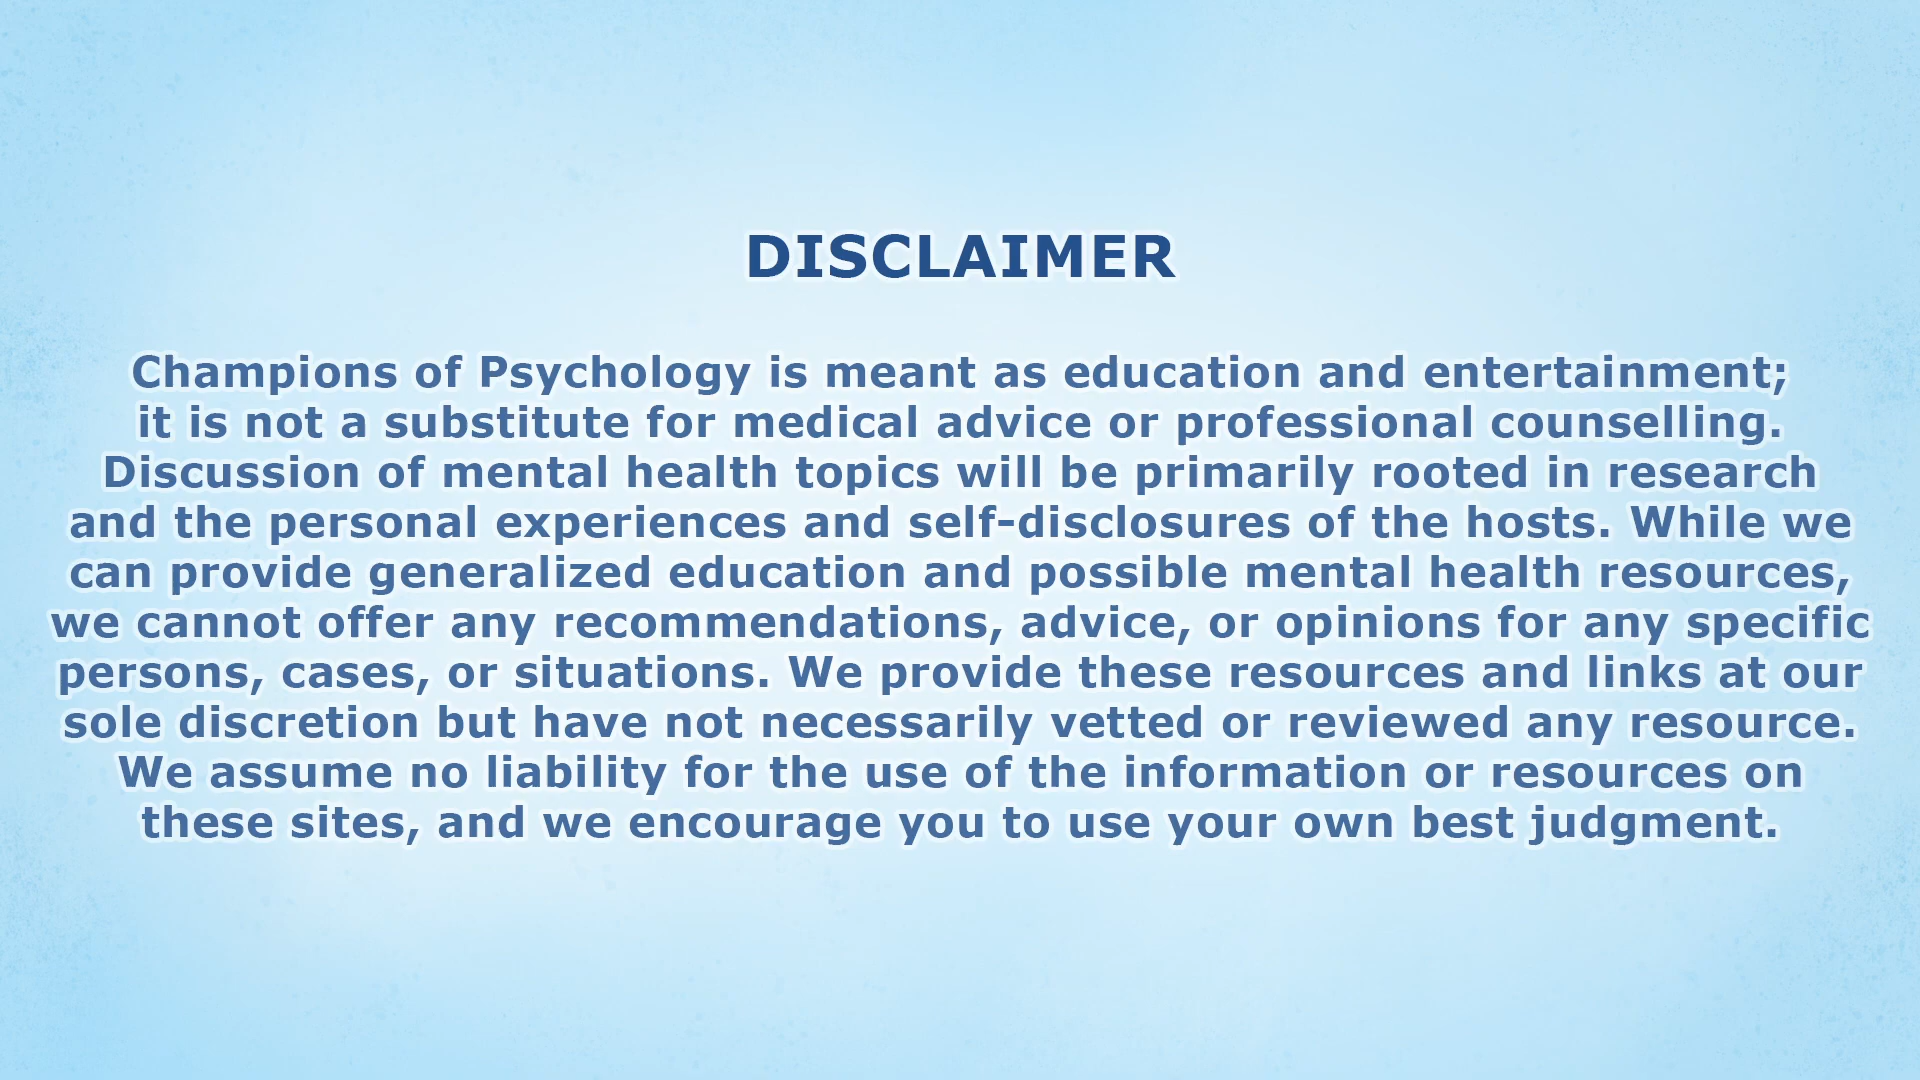 DISCLAIMER
Champions of Psychology is meant as education and entertainment;
it is not a substitute for medical advice or professional counselling.
Discussion of mental health topics will be primarily rooted in research
and the personal experiences and self-disclosures of the hosts. While we
can provide generalized education and possible mental health resources,
we cannot offer any recommendations, advice, or opinions for any specific
persons, cases, or situations. We provide these resources and links at our
sole discretion but have not necessarily vetted or reviewed any resource.
We assume no liability for the use of the information or resources on
these sites, and we encourage you to use your own best judgment.